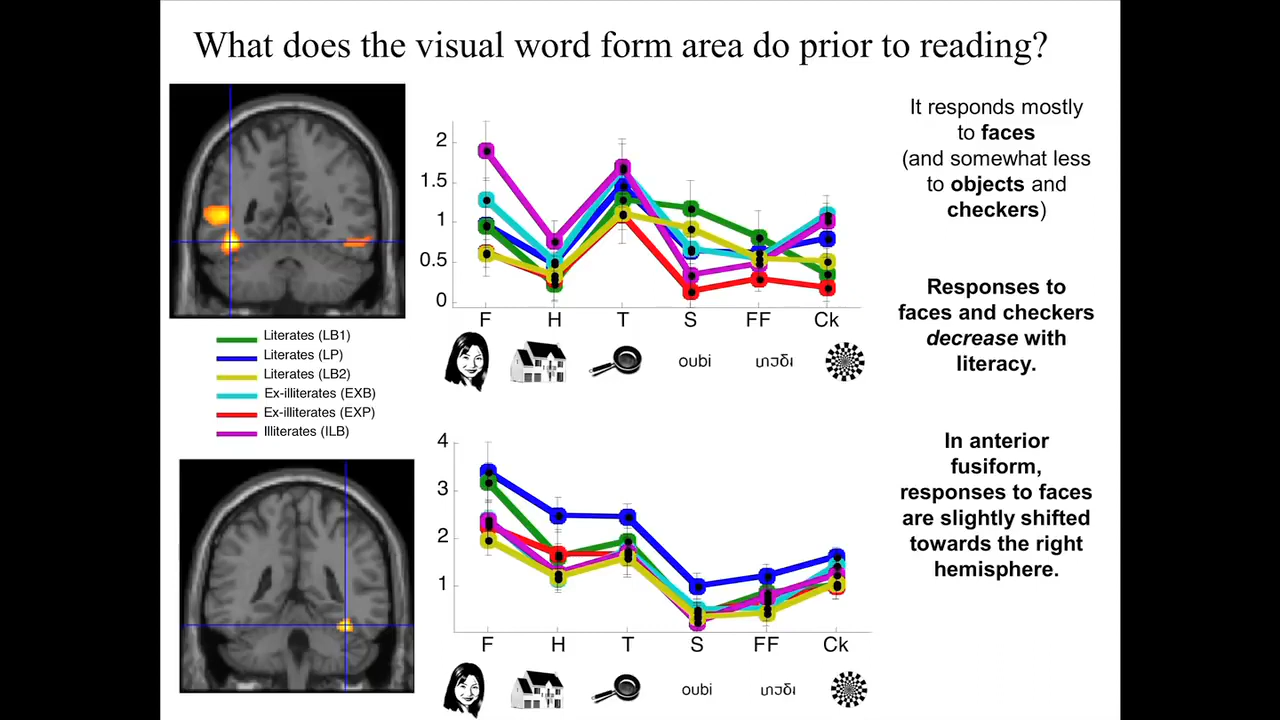 What does the visual word form area do prior to reading?
2
1.5
1
0.5
0
F H T S FF Ck
oubi
It responds mostly
to faces
(and somewhat less
to objects and
checkers)
Responses to
faces and checkers
decrease with
literacy.
Literates (LB1)
Literates (LP)
Literates (LB2)
Ex-illiterates (EXB)
Ex-illiterates (EXP)
Illiterates (ILB)
4
3
2
1
F H T S FF Ck
oubi
In anterior
fusiform,
responses to faces
are slightly shifted
towards the right
hemisphere.